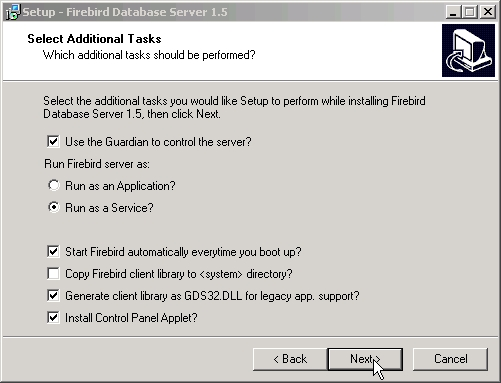 Setup - Firebird Database Server 1.5
Select Additional Tasks
Which additional tasks should be performed?
Select the additional tasks you would like Setup to perform while installing Firebird
Database Server 1.5, then click Next.
Use the Guardian to control the server?
Run Firebird server as:
Run as an Application?
Run as a Service?
Start Firebird automatically everytime you boot up?
Copy Firebird client library to <system> directory?
Generate client library as GDS32.DLL for legacy app. support?
Install Control Panel Applet?
< Back
Next >
Cancel